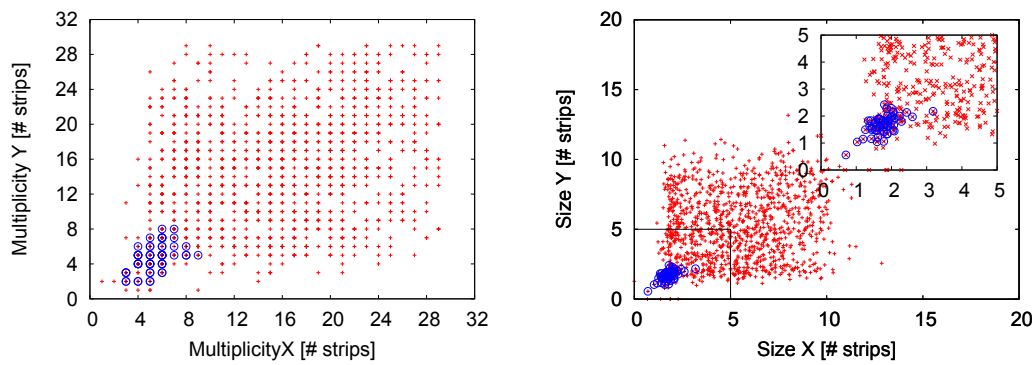 32
28
24
20
16
12
8
4
0
0 4 8 12 16 20 24 28 32
Multiplicity Y [# strips]
MultiplicityX [# strips]
20
15
10
5
0
0 5 10 15 20
Size Y [# strips]
Size X [# strips]
5
4
3
2
1
0
0 1 2 3 4 5